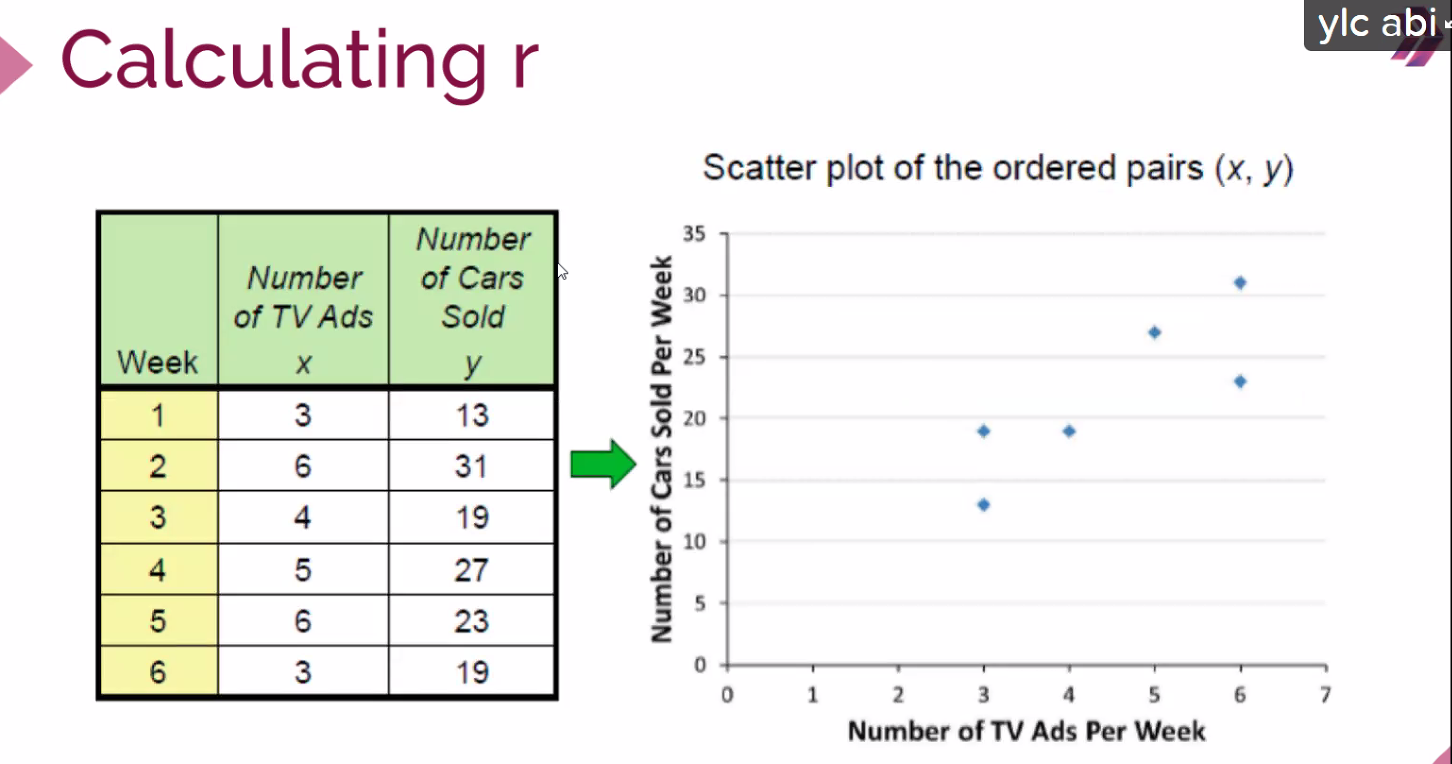 Calculating r
ylc abi
Scatter plot of the ordered pairs (x, y)
Week
Number of TV Ads x
Number of Cars Sold y
1 3 13
2 6 31
3 4 19
4 5 27
5 6 23
6 3 19
Number of Cars Sold Per Week
35
30
25
20
15
10
5
0
0 1 2 3 4 5 6 7
Number of TV Ads Per Week